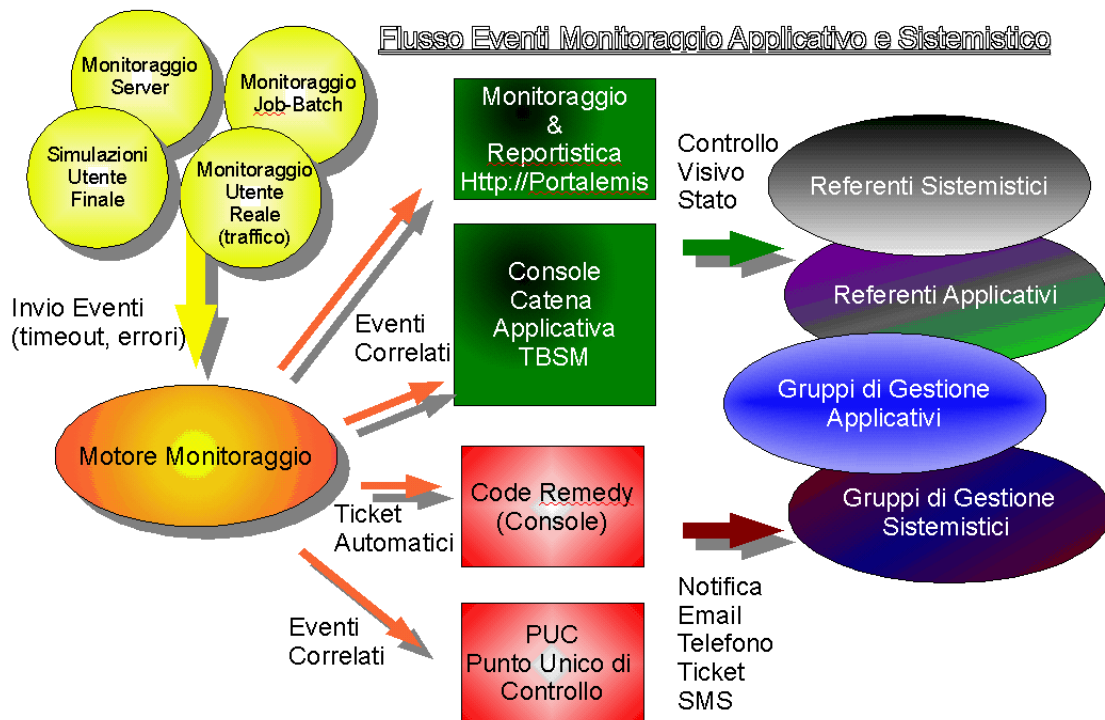 Flusso Eventi Monitoraggio Applicativo e Sistemistico
Monitoraggio
Server
Monitoraggio
Job-Batch
Simulazioni
Utente
Finale
Monitoraggio
Utente
Reale
(traffico)
Invio Eventi
(timeout, errori)
Motore Monitoraggio
Eventi
Correlati
Ticket
Automatici
Eventi
Correlati
Monitoraggio
&
Reportistica
Http://Portalemis
Console
Catena
Applicativa
TBSM
Code Remedy
(Console)
PUC
Punto Unico di
Controllo
Controllo
Visivo
Stato
Notifica
Email
Telefono
Ticket
SMS
Referenti Sistemistici
Referenti Applicativi
Gruppi di Gestione
Applicativi
Gruppi di Gestione
Sistemistici